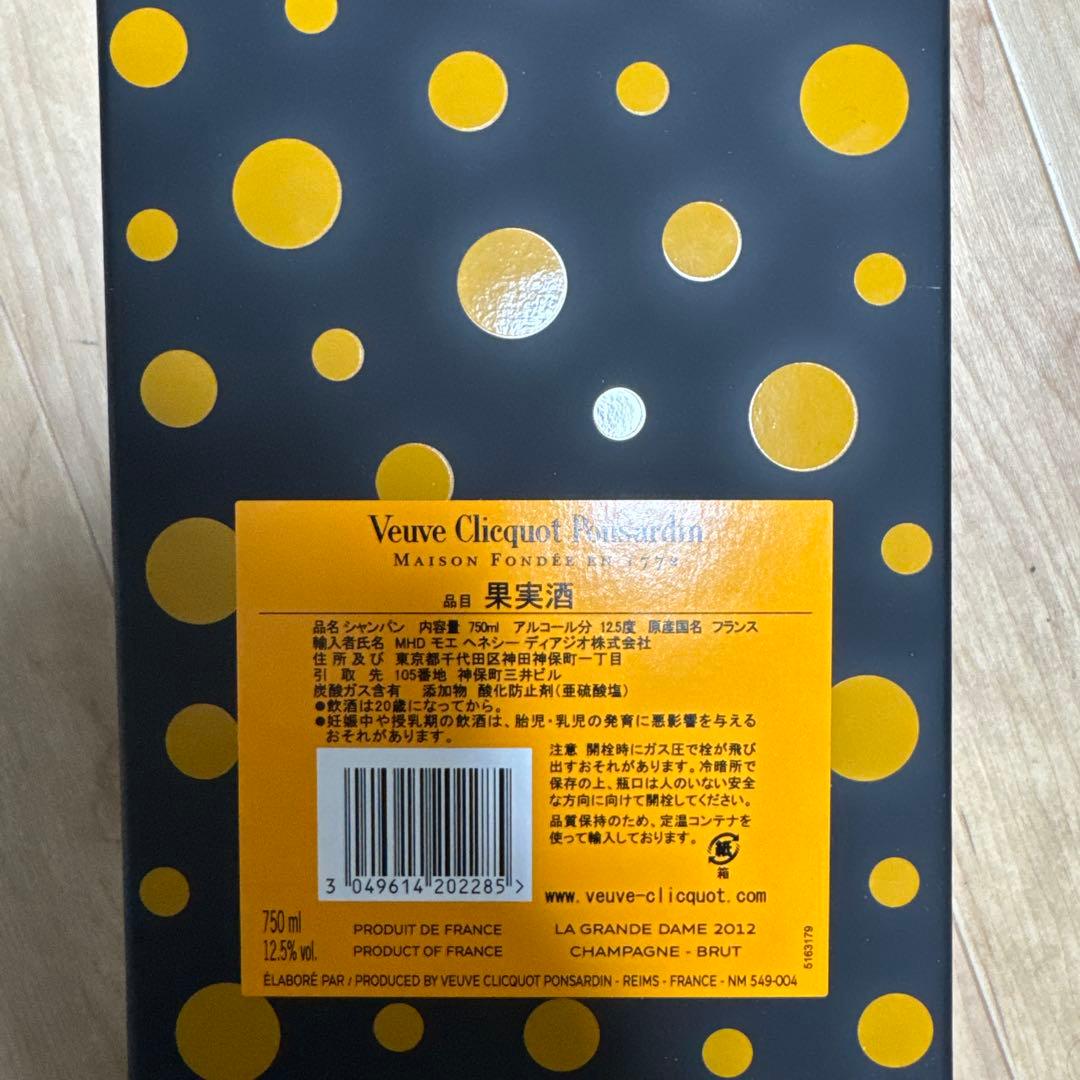 Veuve Clicquot Ponsardin
MAISON FONDÉE EN 1772
品目 果実酒
品名 シャンパン 内容量 750ml アルコール分 12.5度 原産国名 フランス
輸入者氏名 MHD モエ ヘネシー ディアジオ株式会社
住所及び 東京都千代田区神田神保町一丁目
引取先 105番地 神保町三井ビル
炭酸ガス含有 添加物 酸化防止剤(亜硫酸塩)
●飲酒は20歳になってから。
●妊娠中や授乳期の飲酒は、胎児・乳児の発育に悪影響を与える
おそれがあります。
注意 開栓時にガス圧で栓が飛び
出すおそれがあります。冷暗所で
保存の上、瓶口は人のいない安全
な方向に向けて開栓してください。
品質保持のため、定温コンテナを
使って輸入しております。
紙
箱
3 049614 202285 >
www.veuve-clicquot.com
750 ml
12.5% vol.
PRODUIT DE FRANCE
PRODUCT OF FRANCE
LA GRANDE DAME 2012
CHAMPAGNE - BRUT
5163179
ÉLABORÉ PAR / PRODUCED BY VEUVE CLICQUOT PONSARDIN - REIMS - FRANCE - NM 549-004